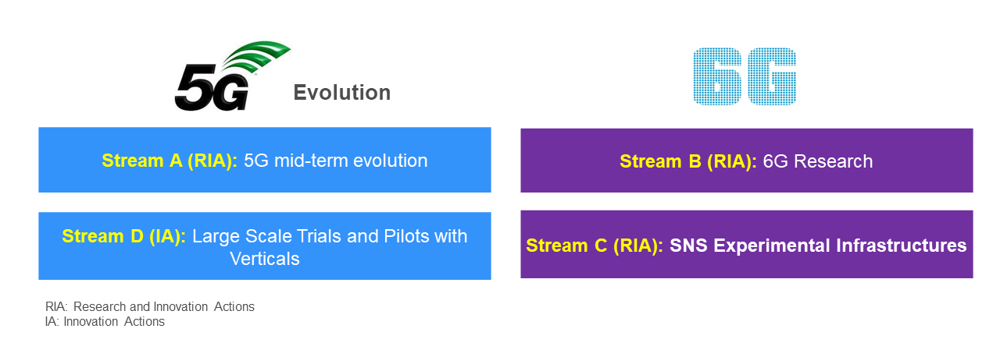 5G Evolution
6G
Stream A (RIA): 5G mid-term evolution
Stream B (RIA): 6G Research
Stream D (IA): Large Scale Trials and Pilots with
Verticals
Stream C (RIA): SNS Experimental Infrastructures
RIA: Research and Innovation Actions
IA: Innovation Actions